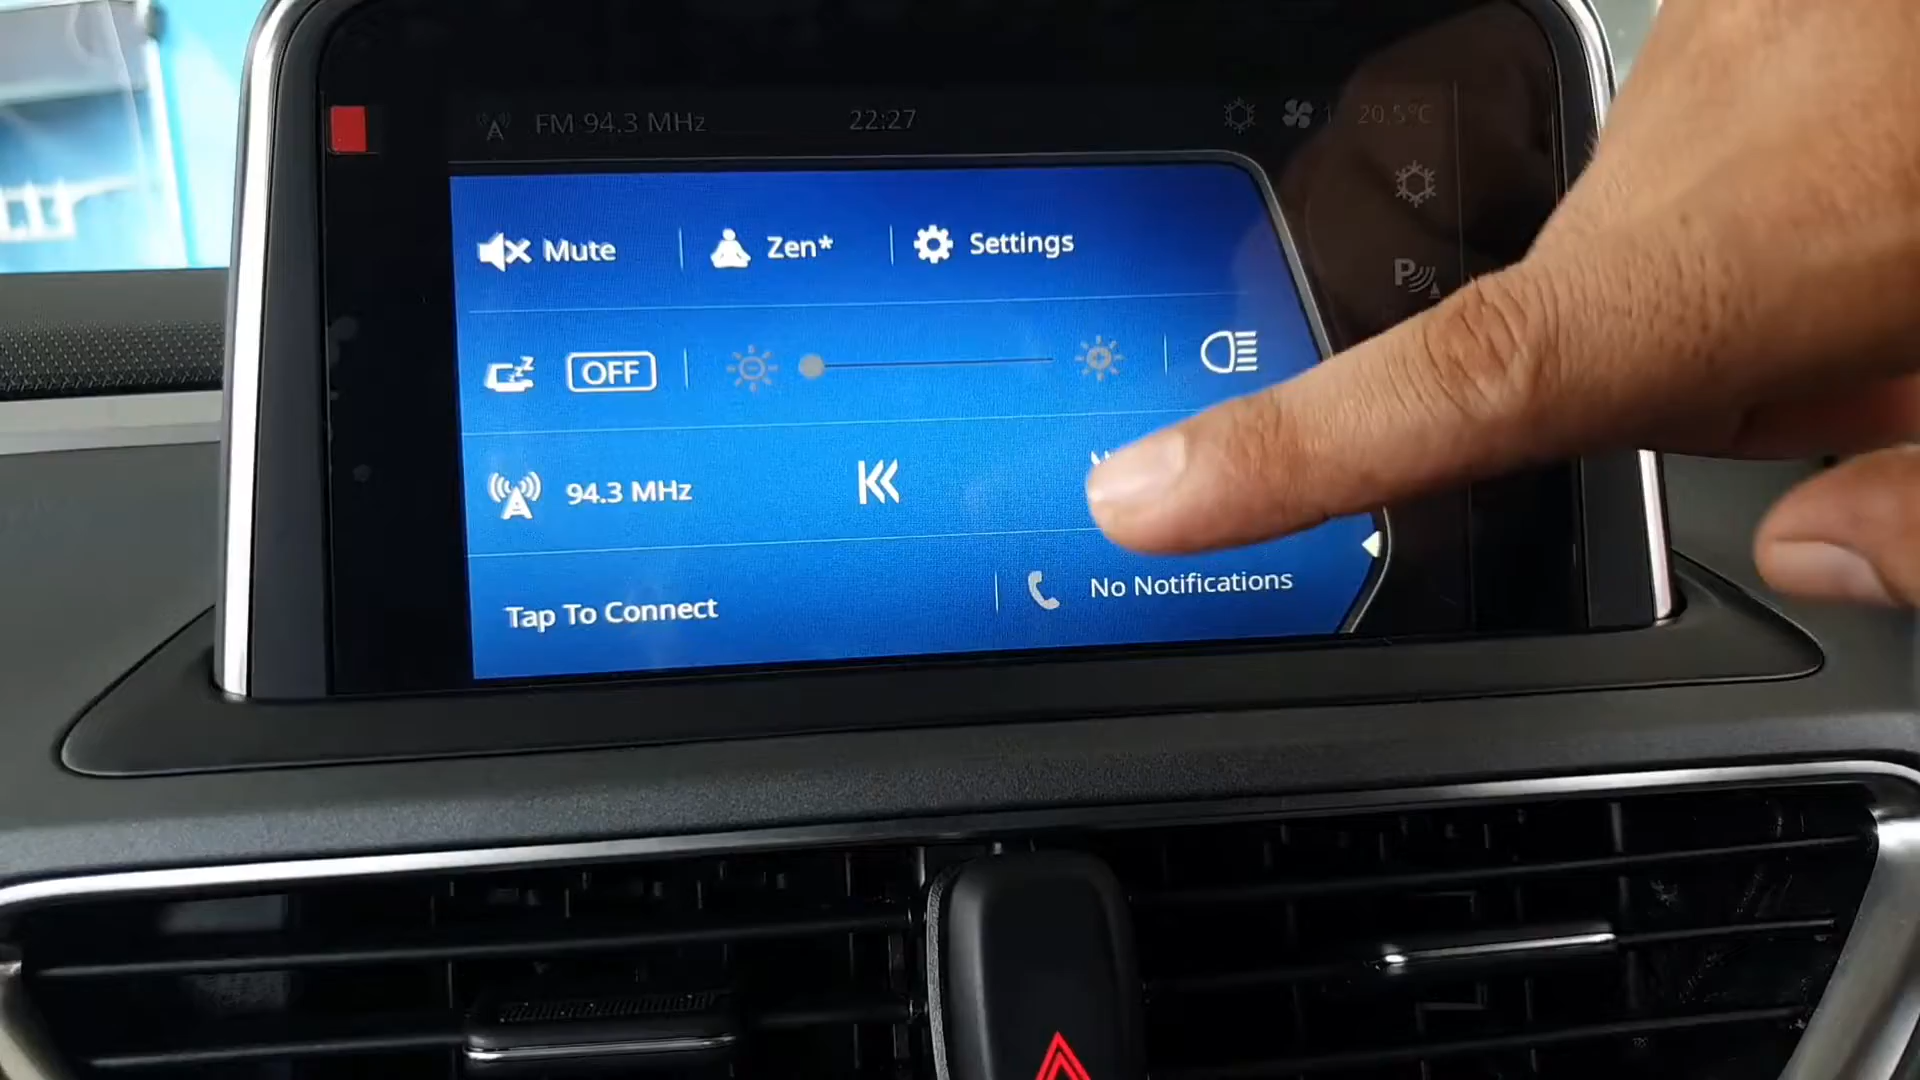 FM 94.3 MHz 22:27 1 20,5°C
Mute Zen* Settings
OFF
94.3 MHz
Tap To Connect No Notifications